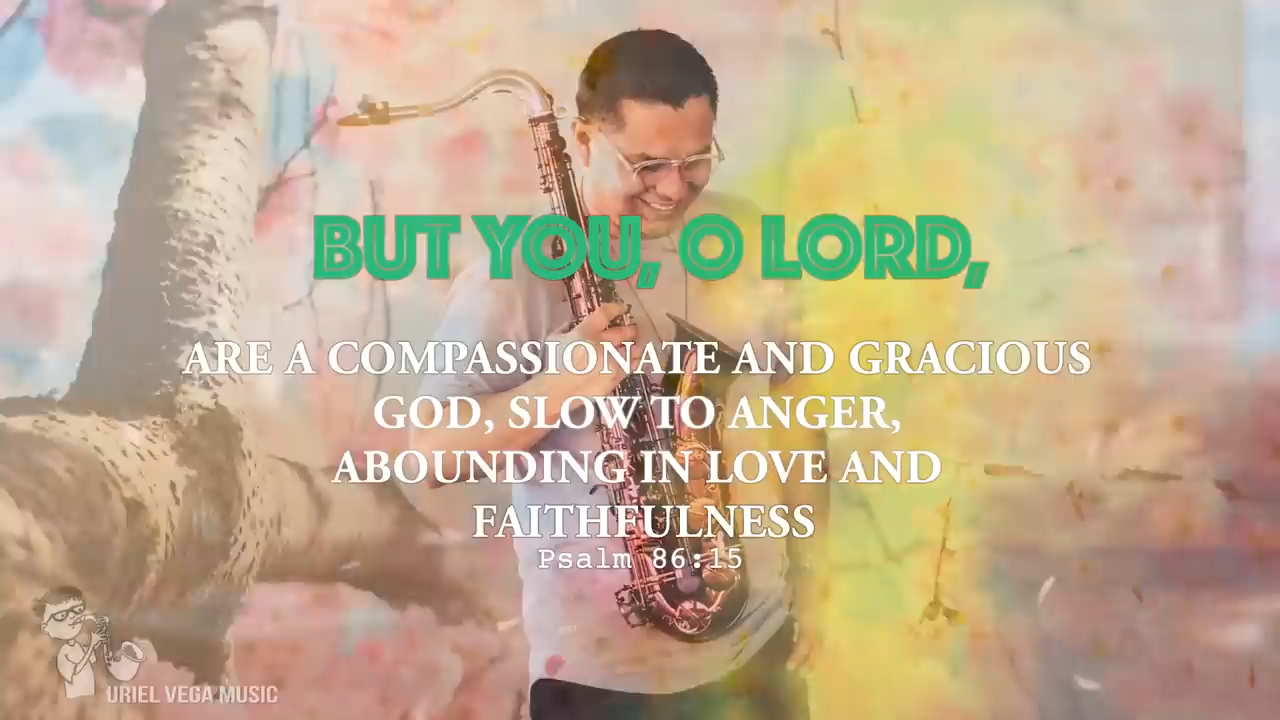 BUT YOU, O LORD,
ARE A COMPASSIONATE AND GRACIOUS
GOD, SLOW TO ANGER,
ABOUNDING IN LOVE AND
FAITHFULNESS
Psalm 86:15
URIEL VEGA MUSIC